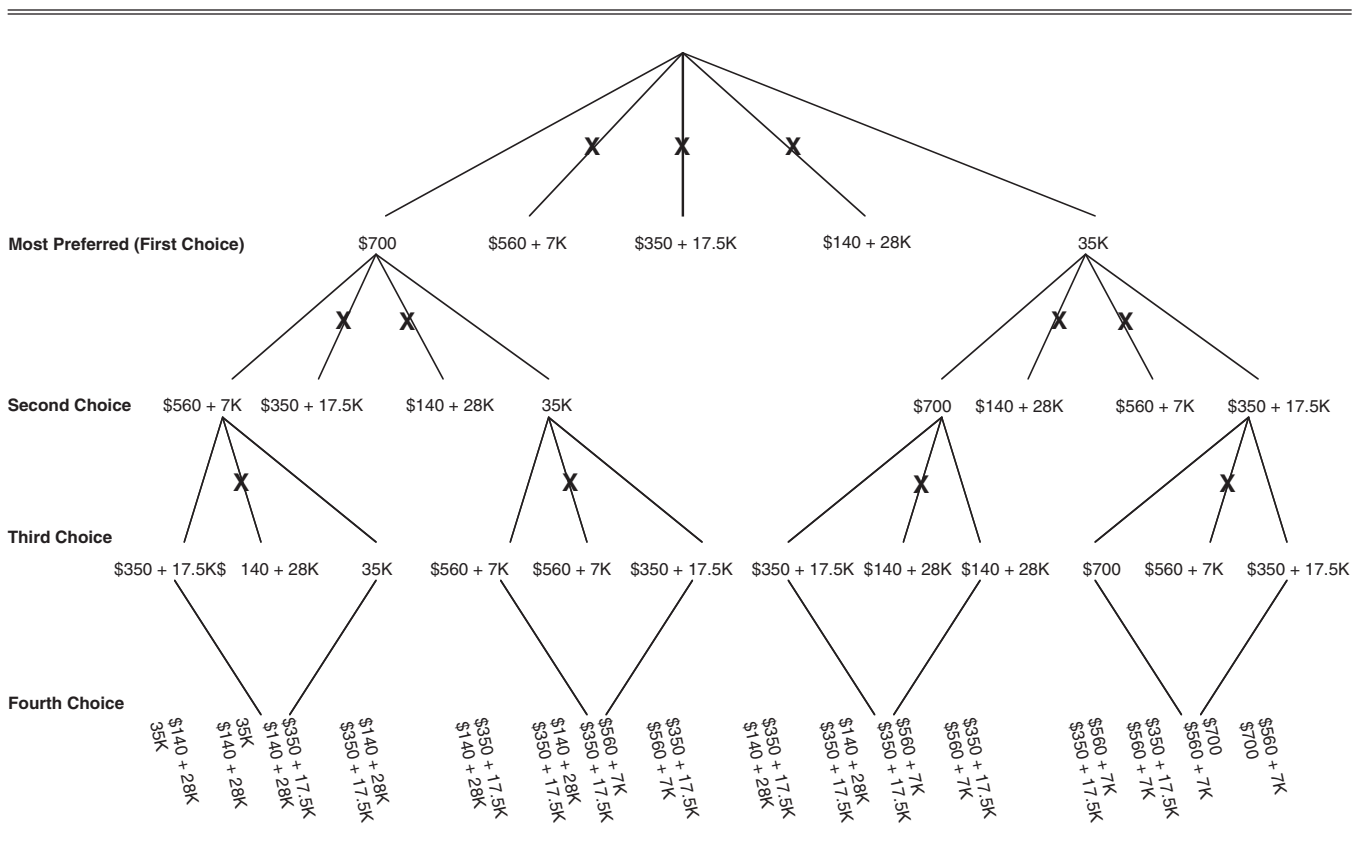 X X X
Most Preferred (First Choice) $700 $560 + 7K $350 + 17.5K $140 + 28K 35K
X X X X
Second Choice $560 + 7K $350 + 17.5K $140 + 28K 35K $700 $140 + 28K $560 + 7K $350 + 17.5K
X X X X
Third Choice
$350 + 17.5K$ 140 + 28K 35K $560 + 7K $560 + 7K $350 + 17.5K $350 + 17.5K $140 + 28K $140 + 28K $700 $560 + 7K $350 + 17.5K
Fourth Choice
$140 + 28K
35K
35K
$140 + 28K
$350 + 17.5K
$140 + 28K
$140 + 28K
$350 + 17.5K
$350 + 17.5K
$140 + 28K
$140 + 28K
$350 + 17.5K
$560 + 7K
$350 + 17.5K
$350 + 17.5K
$560 + 7K
$350 + 17.5K
$140 + 28K
$140 + 28K
$350 + 17.5K
$560 + 7K
$350 + 17.5K
$350 + 17.5K
$560 + 7K
$560 + 7K
$350 + 17.5K
$350 + 17.5K
$560 + 7K
$700
$560 + 7K
$560 + 7K
$700